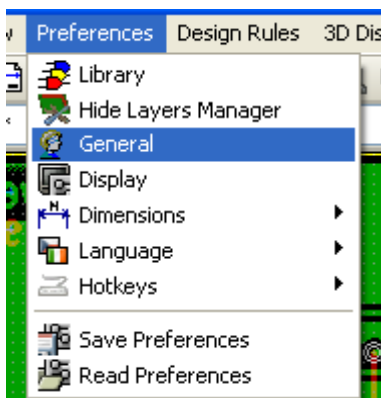 Preferences Design Rules 3D Dis
Library
Hide Layers Manager
General
Display
Dimensions
Language
Hotkeys
Save Preferences
Read Preferences